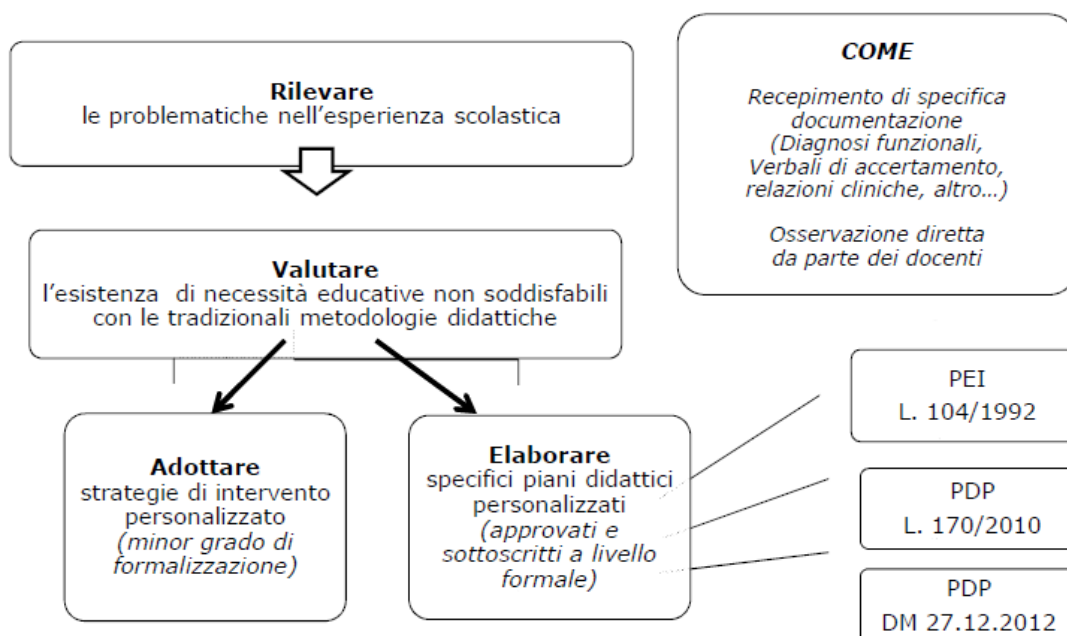 Rilevare
le problematiche nell'esperienza scolastica
COME
Recepimento di specifica
documentazione
(Diagnosi funzionali,
Verbali di accertamento,
relazioni cliniche, altro...)
Osservazione diretta
da parte dei docenti
Valutare
l'esistenza di necessità educative non soddisfabili
con le tradizionali metodologie didattiche
Adottare
strategie di intervento
personalizzato
(minor grado di
formalizzazione)
Elaborare
specifici piani didattici
personalizzati
(approvati e
sottoscritti a livello
formale)
PEI
L. 104/1992
PDP
L. 170/2010
PDP
DM 27.12.2012